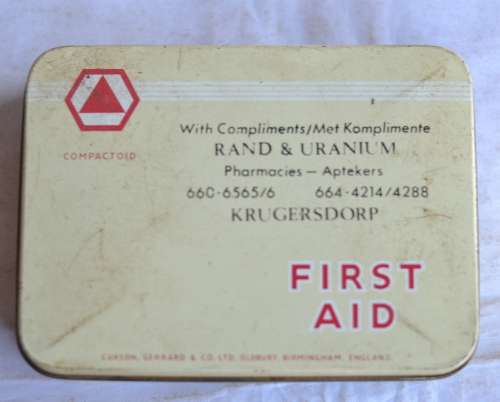 COMPACTOID
With Compliments/Met Komplimente
RAND & URANIUM
Pharmacies – Aptekers
660-6565/6 664-4214/4288
KRUGERSDORP
FIRST
AID
CUXSON, GERRARD & CO. LTD. OLDBURY, BIRMINGHAM, ENGLAND.